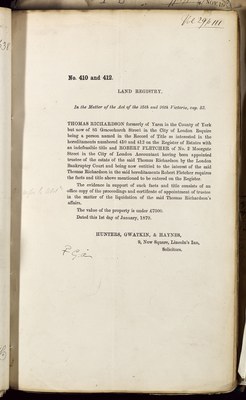 No. 410 and 412.
LAND REGISTRY.
In the Matter of the Act of the 25th and 26th Victoria, cap. 53.
THOMAS RICHARDSON formerly of Yarm in the County of York
but now of 85 Gracechurch Street in the City of London Esquire
being a person named in the Record of Title as interested in the
hereditaments numbered 410 and 412 on the Register of Estates with
an indefeasible title and ROBERT FLETCHER of No. 2 Moorgate
Street in the City of London Accountant having been appointed
trustee of the estate of the said Thomas Richardson by the London
Bankruptcy Court and being now entitled to the interest of the said
Thomas Richardson in the said hereditaments Robert Fletcher requires
the facts and title above mentioned to be entered on the Register.
The evidence in support of such facts and title consists of an
office copy of the proceedings and certificate of appointment of trustee
in the matter of the liquidation of the said Thomas Richardson's
affairs.
The value of the property is under £7000.
Dated this 1st day of January, 1879.
HUNTERS, GWATKIN, & HAYNES,
9, New Square, Lincoln's Inn,
Solicitors.